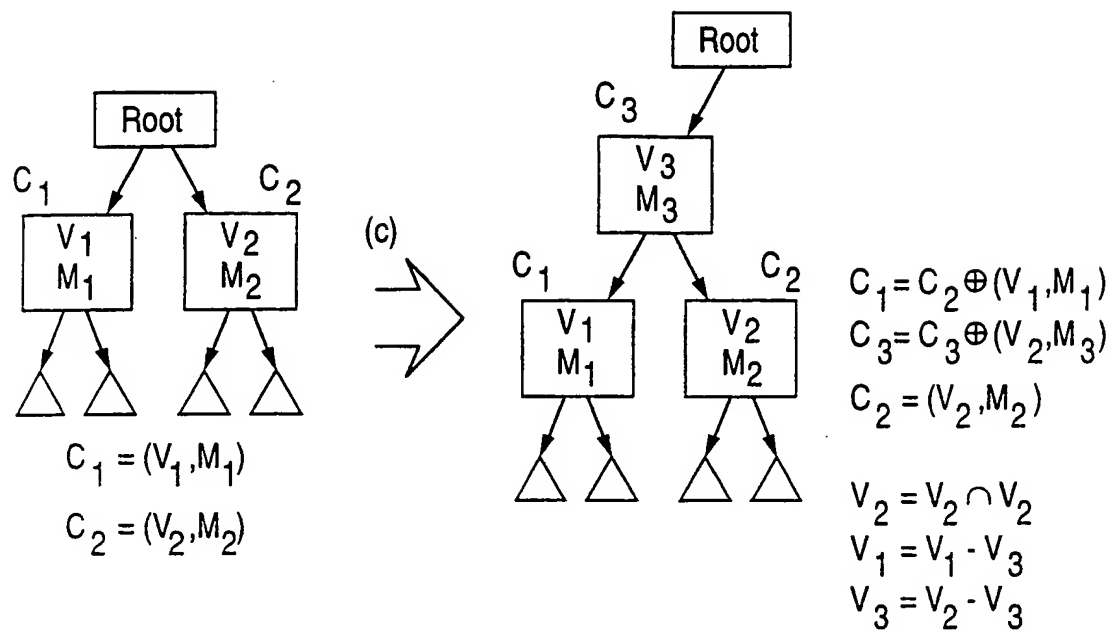 Root
C1
C2
V1
M1
V2
M2
C1 = (V1,M1)
C2 = (V2,M2)
(c)
Root
C3
V3
M3
C1
C2
V1
M1
V2
M2
C1 = C2 ⊕ (V1,M1)
C3 = C3 ⊕ (V2,M3)
C2 = (V2,M2)
V2 = V2 ∩ V2
V1 = V1 - V3
V3 = V2 - V3